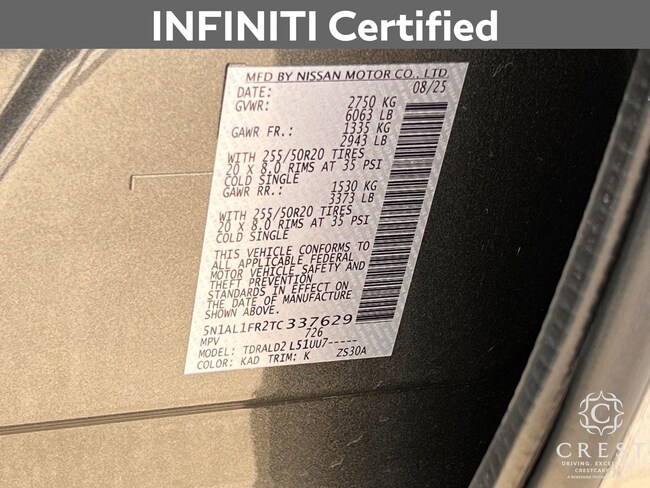 INFINITI Certified
MFD BY NISSAN MOTOR CO., LTD
DATE: 08/25
GVWR: 2750 KG
6063 LB
GAWR FR.: 1335 KG
2943 LB
WITH 255/50R20 TIRES
20 x 8.0 RIMS AT 35 PSI
COLD SINGLE
GAWR RR.: 1530 KG
3373 LB
WITH 255/50R20 TIRES
20 x 8.0 RIMS AT 35 PSI
COLD SINGLE
THIS VEHICLE CONFORMS TO
ALL APPLICABLE FEDERAL
MOTOR VEHICLE SAFETY AND
THEFT PREVENTION
STANDARDS IN EFFECT ON
THE DATE OF MANUFACTURE
SHOWN ABOVE.
5N1AL1FR2TC337629
MPV 726
MODEL: TDRALD2 L51UU7-----
COLOR: KAD TRIM: K ZS30A
C
CREST
DRIVING. EXCEL
CRESTCARS